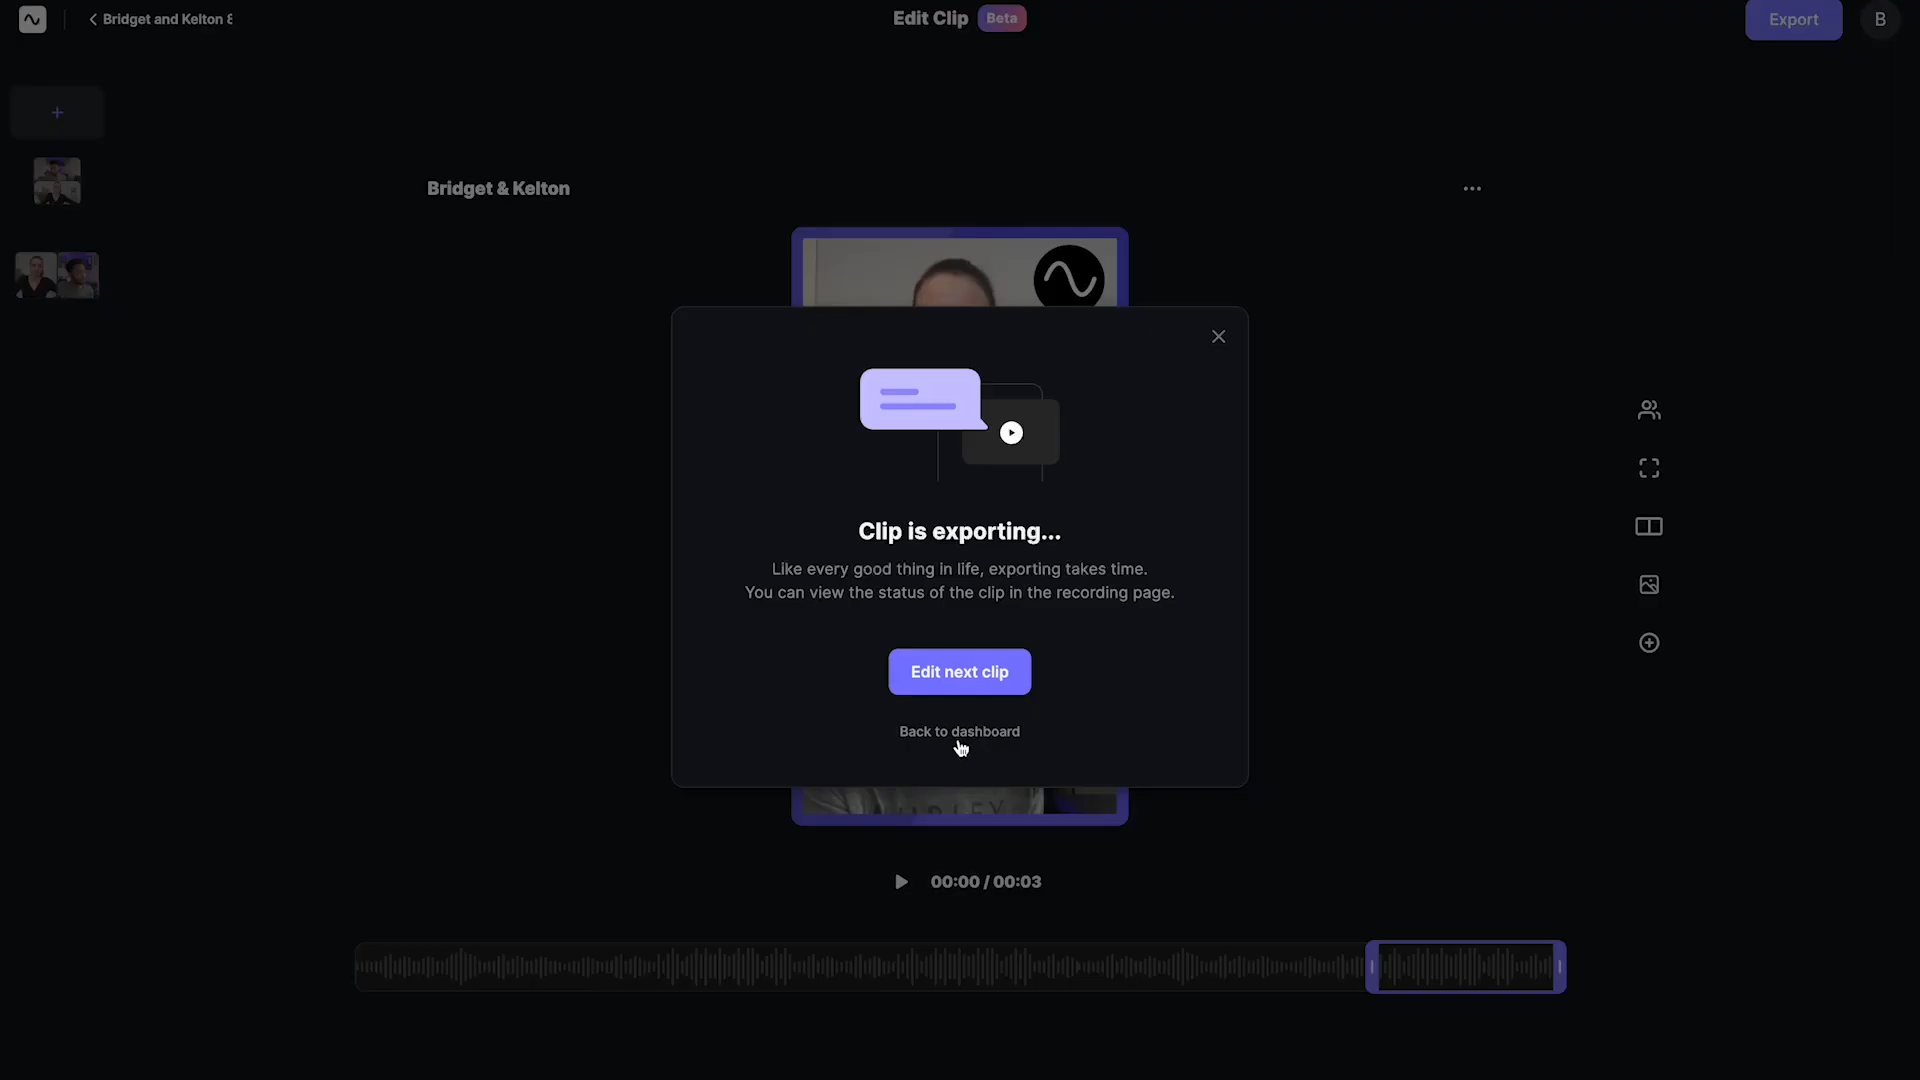 Bridget and Kelton
Edit Clip
Beta
Export
B
Bridget & Kelton
Clip is exporting...
Like every good thing in life, exporting takes time.
You can view the status of the clip in the recording page.
Edit next clip
Back to dashboard
00:00 / 00:03